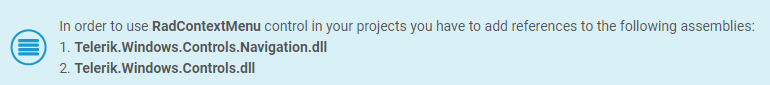 In order to use RadContextMenu control in your projects you have to add references to the following assemblies:
1. Telerik.Windows.Controls.Navigation.dll
2. Telerik.Windows.Controls.dll